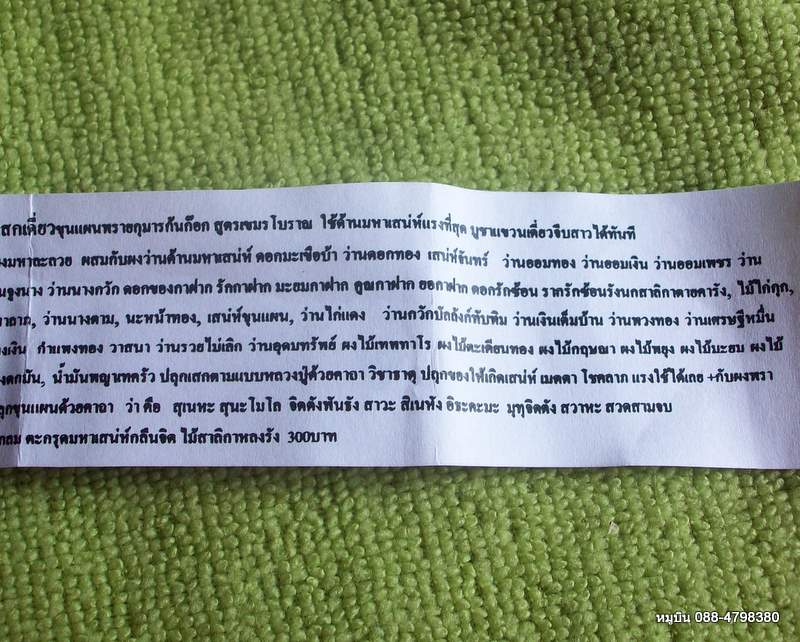 สกเดี่ยวขุนแผนพรายกุมารก้นก๊อก สูตรเขมรโบราณ ใช้ด้านมหาเสน่ห์แรงที่สุด บูชาแขวนเดี่ยวจีบสาวได้ทันที
งมหาละลวย ผสมกับผงว่านด้านมหาเสน่ห์ ดอกมะเขือบ้า ว่านดอกทอง เสน่ห์จันทร์ ว่านออมทอง ว่านออมเงิน ว่านออมเพชร ว่าน
จูงนาง ว่านนางกวัก ดอกของกาฝาก รักกาฝาก มะยมกาฝาก คูณกาฝาก ยอกาฝาก ดอกรักซ้อน รากรักซ้อนรังนกสาลิกาตายคารัง, ไม้ไก่กุก,
าลาภ, ว่านนางตาม, นะหน้าทอง, เสน่ห์ขุนแผน, ว่านไก่แดง ว่านกวักบัลลังก์ทับทิม ว่านเงินเต็มบ้าน ว่านพวงทอง ว่านเศรษฐีหมื่น
งเงิน กำแพงทอง วาสนา ว่านรวยไม่เลิก ว่านอุดมทรัพย์ ผงไม้เทพทาโร ผงไม้ตะเคียนทอง ผงไม้กฤษณา ผงไม้พยุง ผงไม้มะยม ผงไม้
งตกมัน, น้ำมันพญาเทครัว ปลุกเสกตามแบบหลวงปู่ด้วยคาถา วิชาธาตุ ปลุกของให้เกิดเสน่ห์ เมตตา โชคลาภ แรงใช้ได้เลย +กับผงพรา
ลุกขุนแผนด้วยคาถา ว่า คือ สุเนหะ สุนะโมโล จิตตังพันธัง สาวะ สิเนหัง อิระคะมะ มุทุจิตตัง สวาหะ สวดสามจบ
กลม ตะกรุดมหาเสน่ห์กลืนจิต ไม้สาลิกาหลงรัง 300บาท
หมูบิน 088-4798380